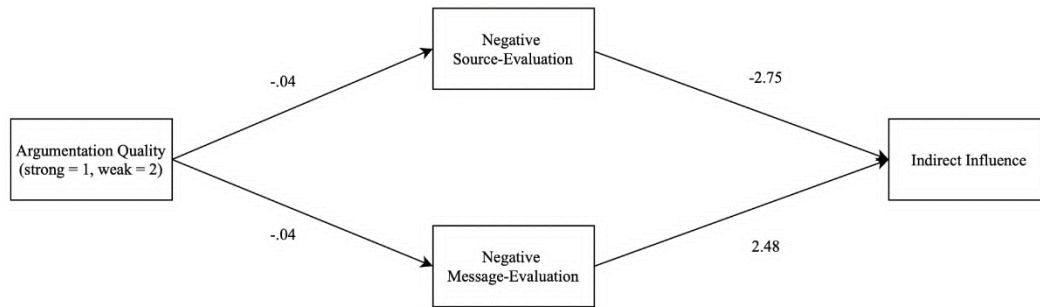 Negative
Source-Evaluation
-.04
-2.75
Argumentation Quality
(strong = 1, weak = 2)
Indirect Influence
-.04
2.48
Negative
Message-Evaluation